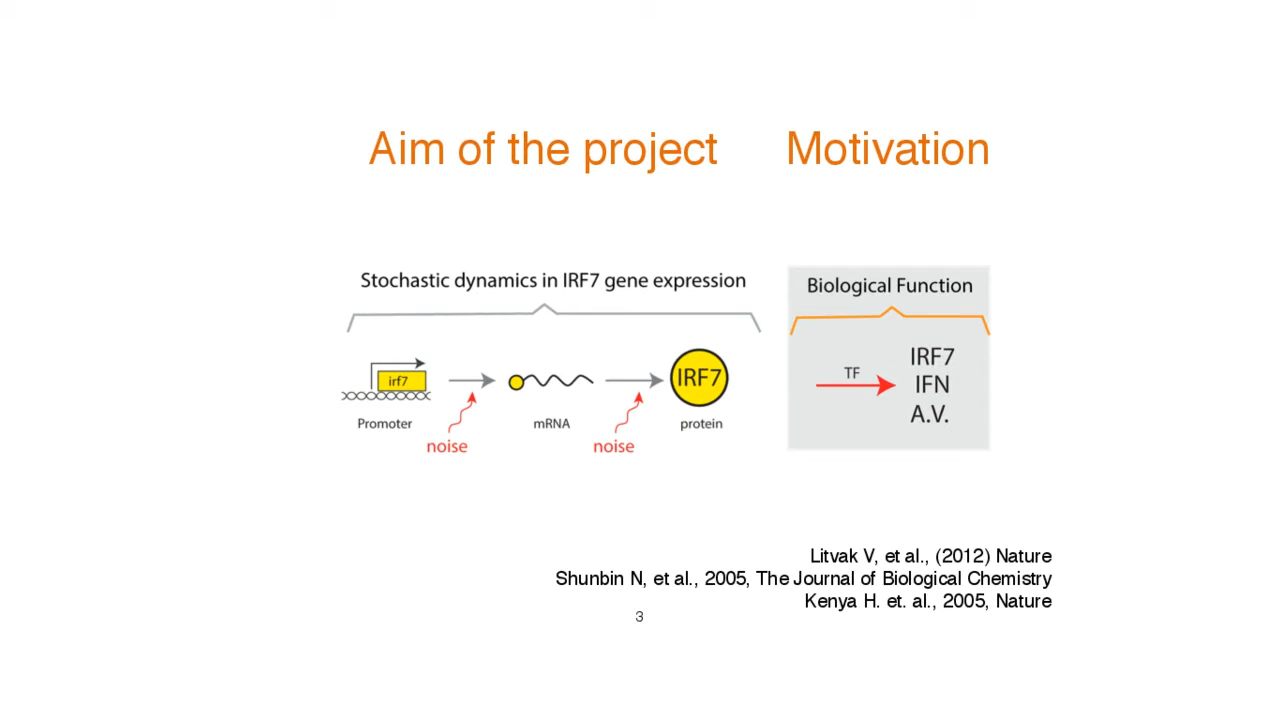 Aim of the project
Motivation
Stochastic dynamics in IRF7 gene expression
irf7
Promoter
noise
mRNA
noise
IRF7
protein
Biological Function
TF
IRF7
IFN
A.V.
Litvak V, et al., (2012) Nature
Shunbin N, et al., 2005, The Journal of Biological Chemistry
Kenya H. et. al., 2005, Nature
3